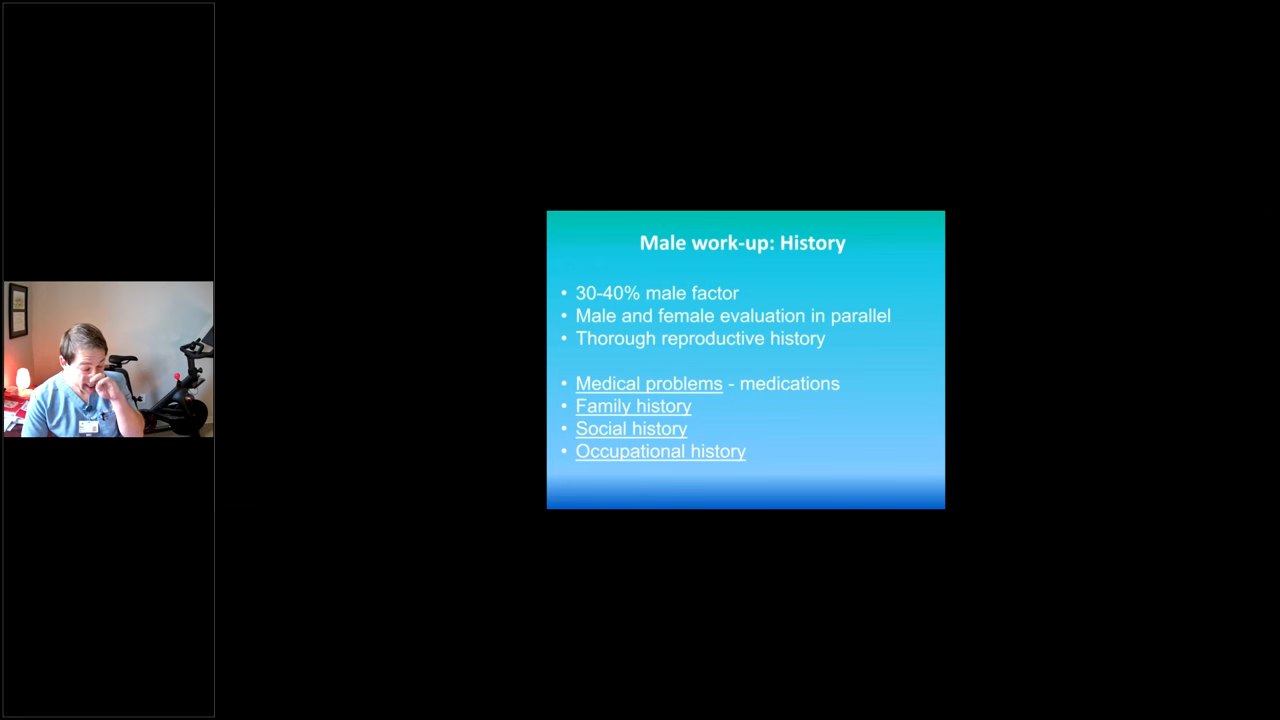 Male work-up: History
• 30-40% male factor
• Male and female evaluation in parallel
• Thorough reproductive history
• Medical problems - medications
• Family history
• Social history
• Occupational history